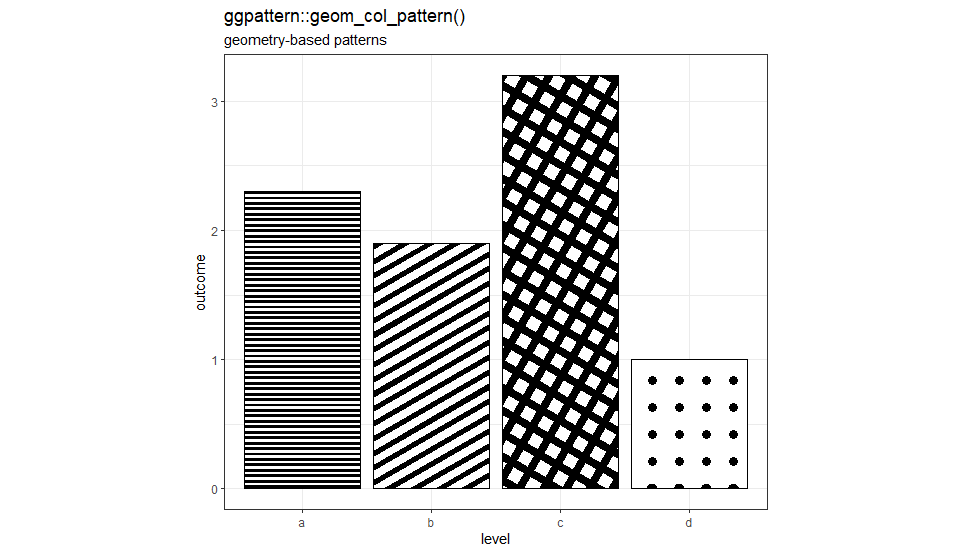 ggpattern::geom_col_pattern()
geometry-based patterns
outcome
3
2
1
0
a b c d
level